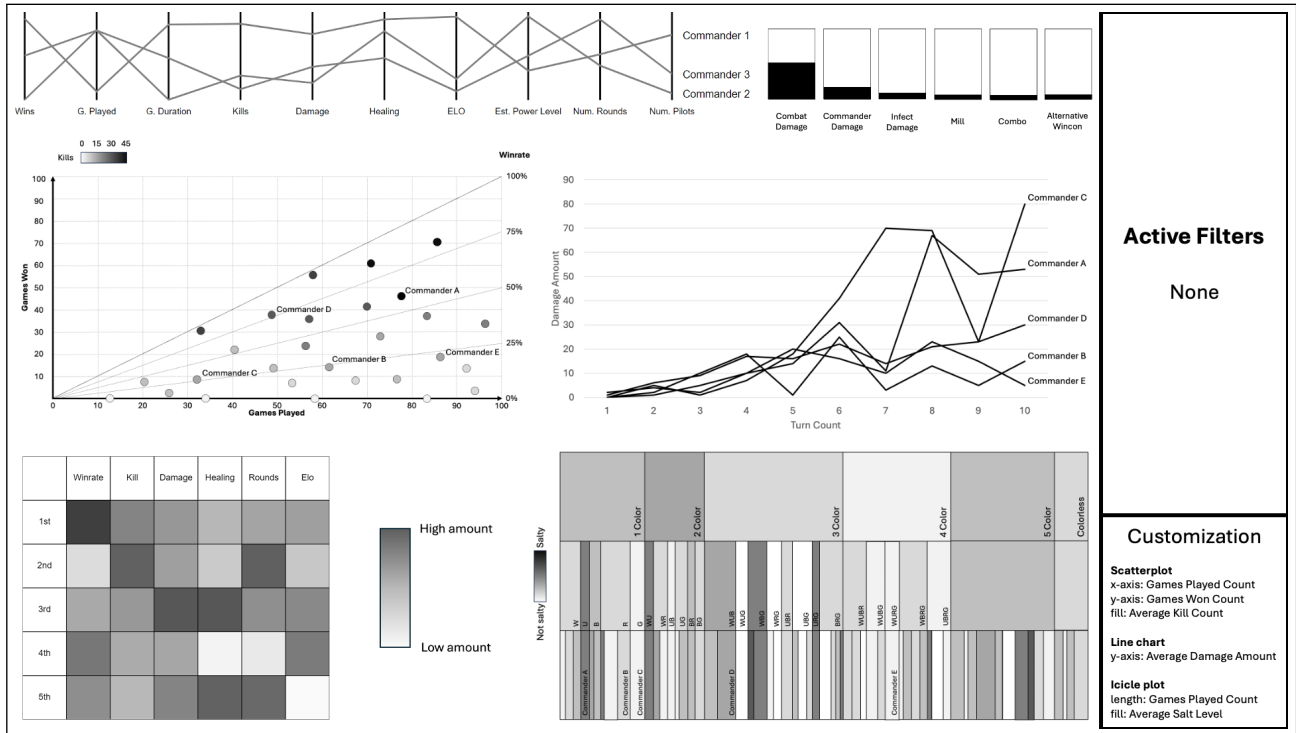 Commander 1
Commander 3
Commander 2
Wins
G. Played
G. Duration
Kills
Damage
Healing
ELO
Est. Power Level
Num. Rounds
Num. Pilots
Combat
Damage
Commander
Damage
Infect
Damage
Mill
Combo
Alternative
Wincon
Kills
0 15 30 45
Winrate
100
90
80
70
60
50
40
30
20
10
Games Won
0 10 20 30 40 50 60 70 80 90 100
Games Played
100%
75%
50%
25%
0%
Commander A
Commander D
Commander B
Commander E
Commander C
90
80
70
60
50
40
30
20
10
0
Damage Amount
1 2 3 4 5 6 7 8 9 10
Turn Count
Commander C
Commander A
Commander D
Commander B
Commander E
Winrate Kill Damage Healing Rounds Elo
1st
2nd
3rd
4th
5th
High amount
Low amount
Salty
Not salty
1 Color
2 Color
3 Color
4 Color
5 Color
Colorless
W
U
B
R
G
WU
WR
UB
UG
BR
BG
WUB
WUG
WBG
WRG
UBR
UBG
URG
BRG
WUBR
WUBG
WURG
WBRG
UBRG
Commander A
Commander B
Commander C
Commander D
Commander E
Active Filters
None
Customization
Scatterplot
x-axis: Games Played Count
y-axis: Games Won Count
fill: Average Kill Count
Line chart
y-axis: Average Damage Amount
Icicle plot
length: Games Played Count
fill: Average Salt Level